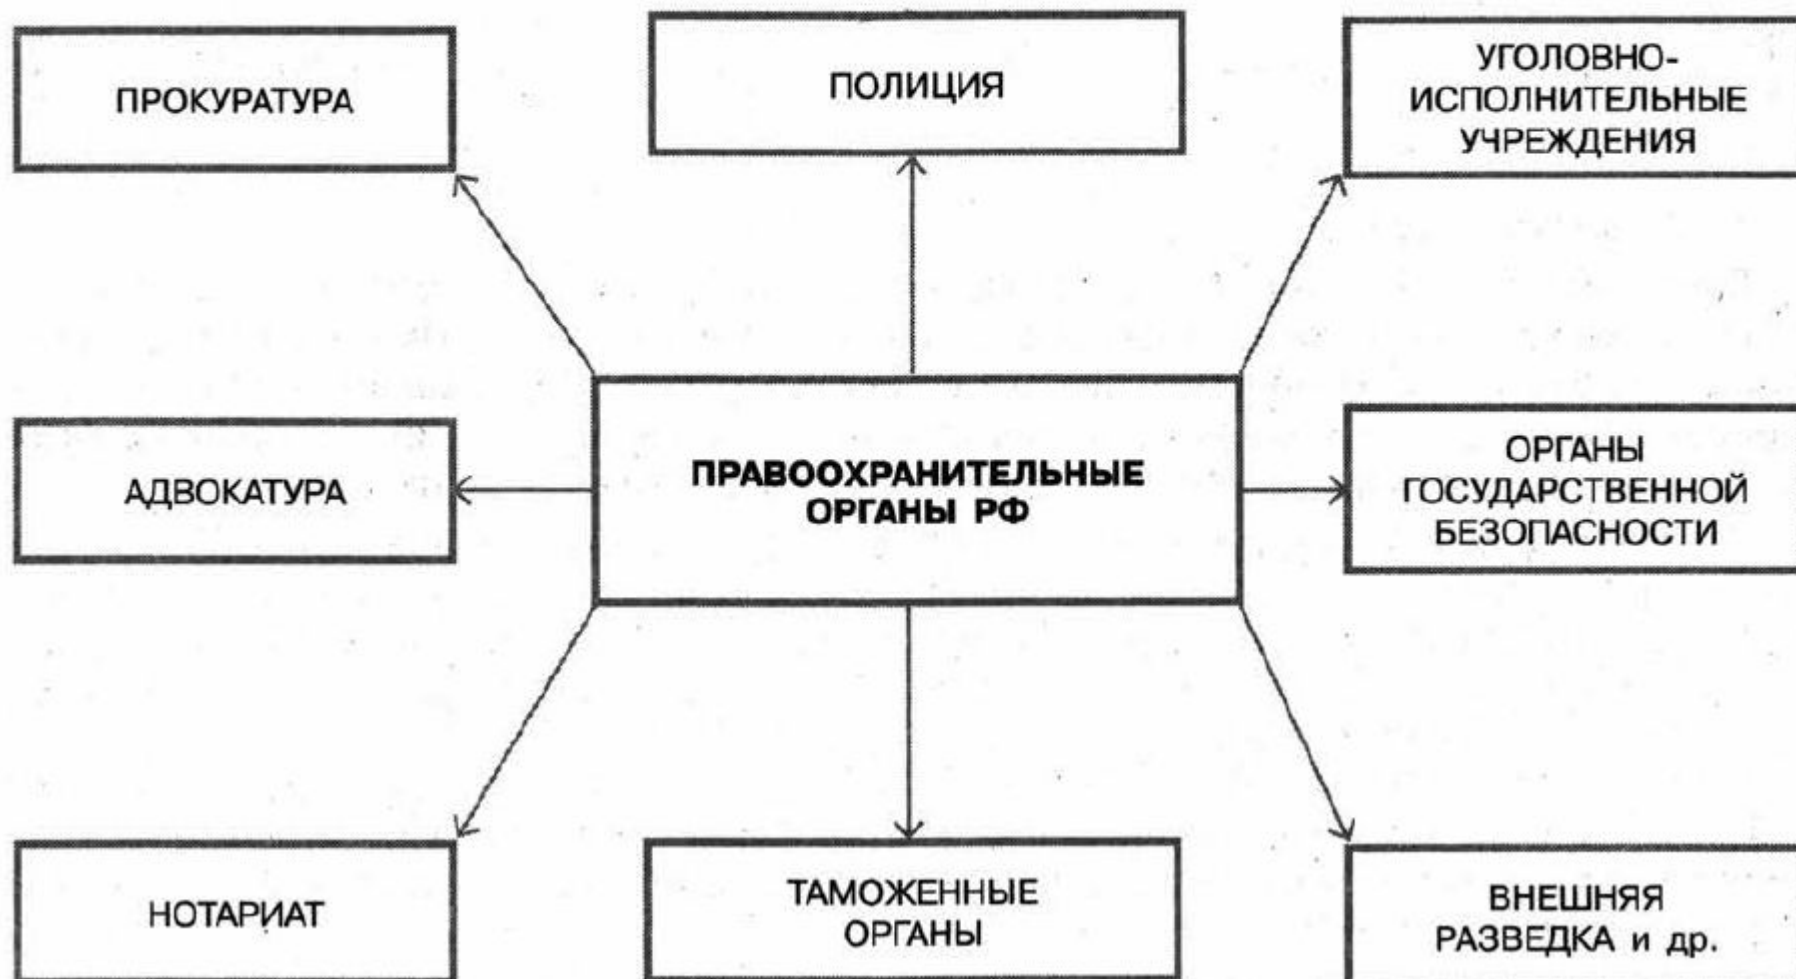 ПРОКУРАТУРА
ПОЛИЦИЯ
УГОЛОВНО-
ИСПОЛНИТЕЛЬНЫЕ
УЧРЕЖДЕНИЯ
АДВОКАТУРА
ПРАВООХРАНИТЕЛЬНЫЕ
ОРГАНЫ РФ
ОРГАНЫ
ГОСУДАРСТВЕННОЙ
БЕЗОПАСНОСТИ
НОТАРИАТ
ТАМОЖЕННЫЕ
ОРГАНЫ
ВНЕШНЯЯ
РАЗВЕДКА и др.